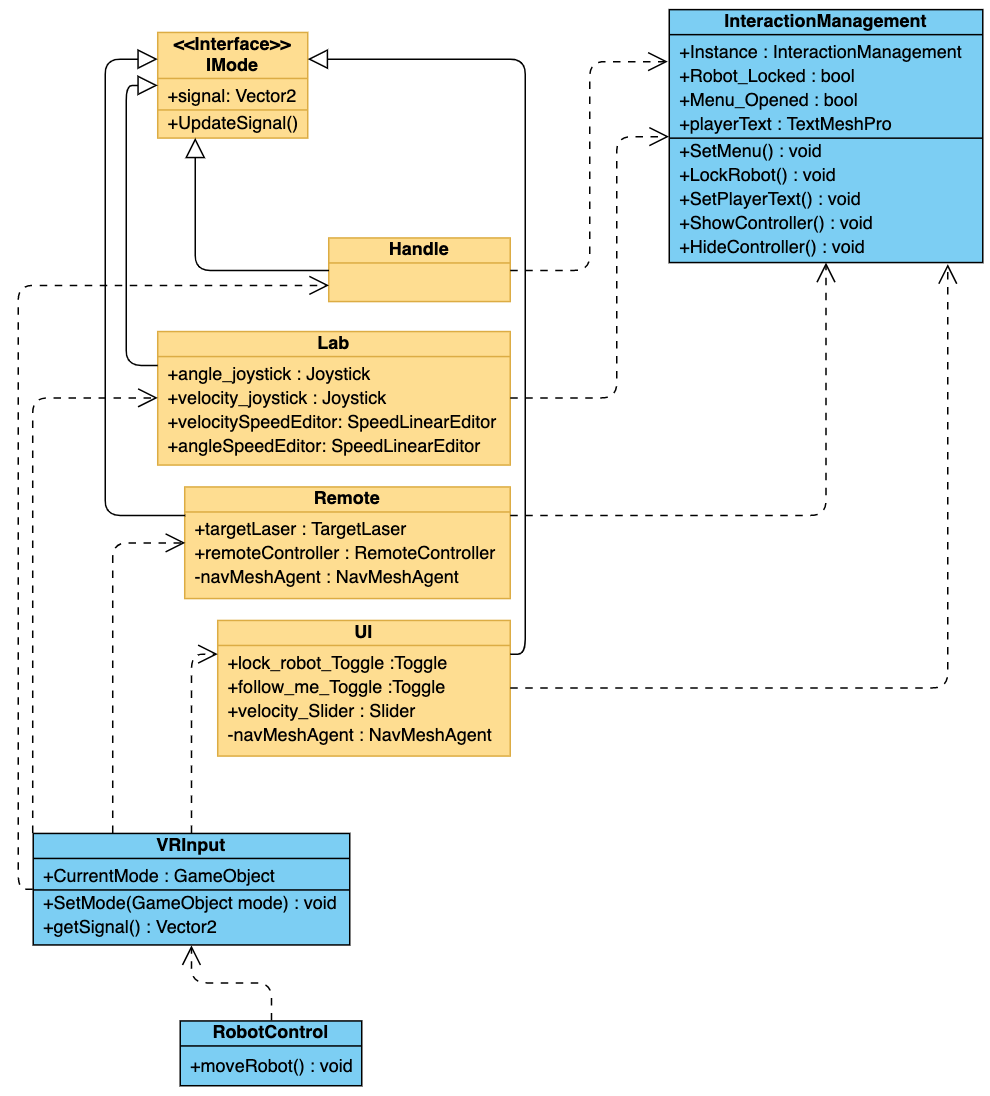 <<Interface>>
IMode
+signal: Vector2
+UpdateSignal()
InteractionManagement
+Instance : InteractionManagement
+Robot_Locked : bool
+Menu_Opened : bool
+playerText : TextMeshPro
+SetMenu() : void
+LockRobot() : void
+SetPlayerText() : void
+ShowController() : void
+HideController() : void
Handle
Lab
+angle_joystick : Joystick
+velocity_joystick : Joystick
+velocitySpeedEditor: SpeedLinearEditor
+angleSpeedEditor: SpeedLinearEditor
Remote
+targetLaser : TargetLaser
+remoteController : RemoteController
-navMeshAgent : NavMeshAgent
UI
+lock_robot_Toggle :Toggle
+follow_me_Toggle :Toggle
+velocity_Slider : Slider
-navMeshAgent : NavMeshAgent
VRInput
+CurrentMode : GameObject
+SetMode(GameObject mode) : void
+getSignal() : Vector2
RobotControl
+moveRobot() : void